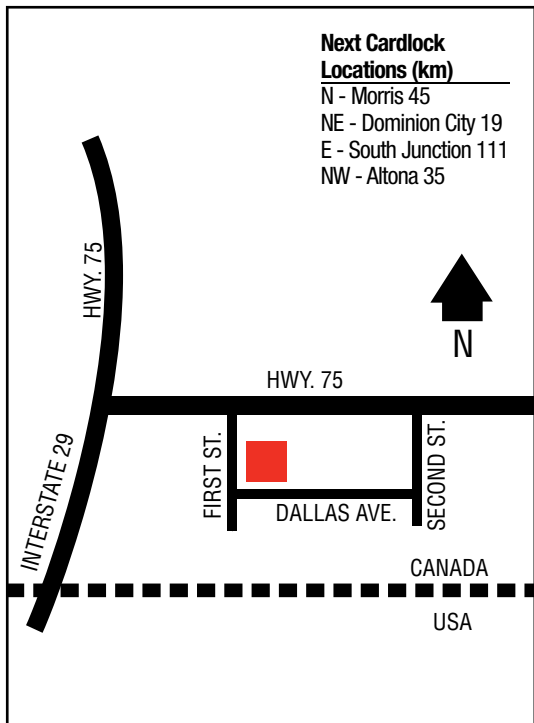 Next Cardlock
Locations (km)
N - Morris 45
NE - Dominion City 19
E - South Junction 111
NW - Altona 35
HWY. 75
N
HWY. 75
INTERSTATE 29
FIRST ST.
SECOND ST.
DALLAS AVE.
CANADA
USA